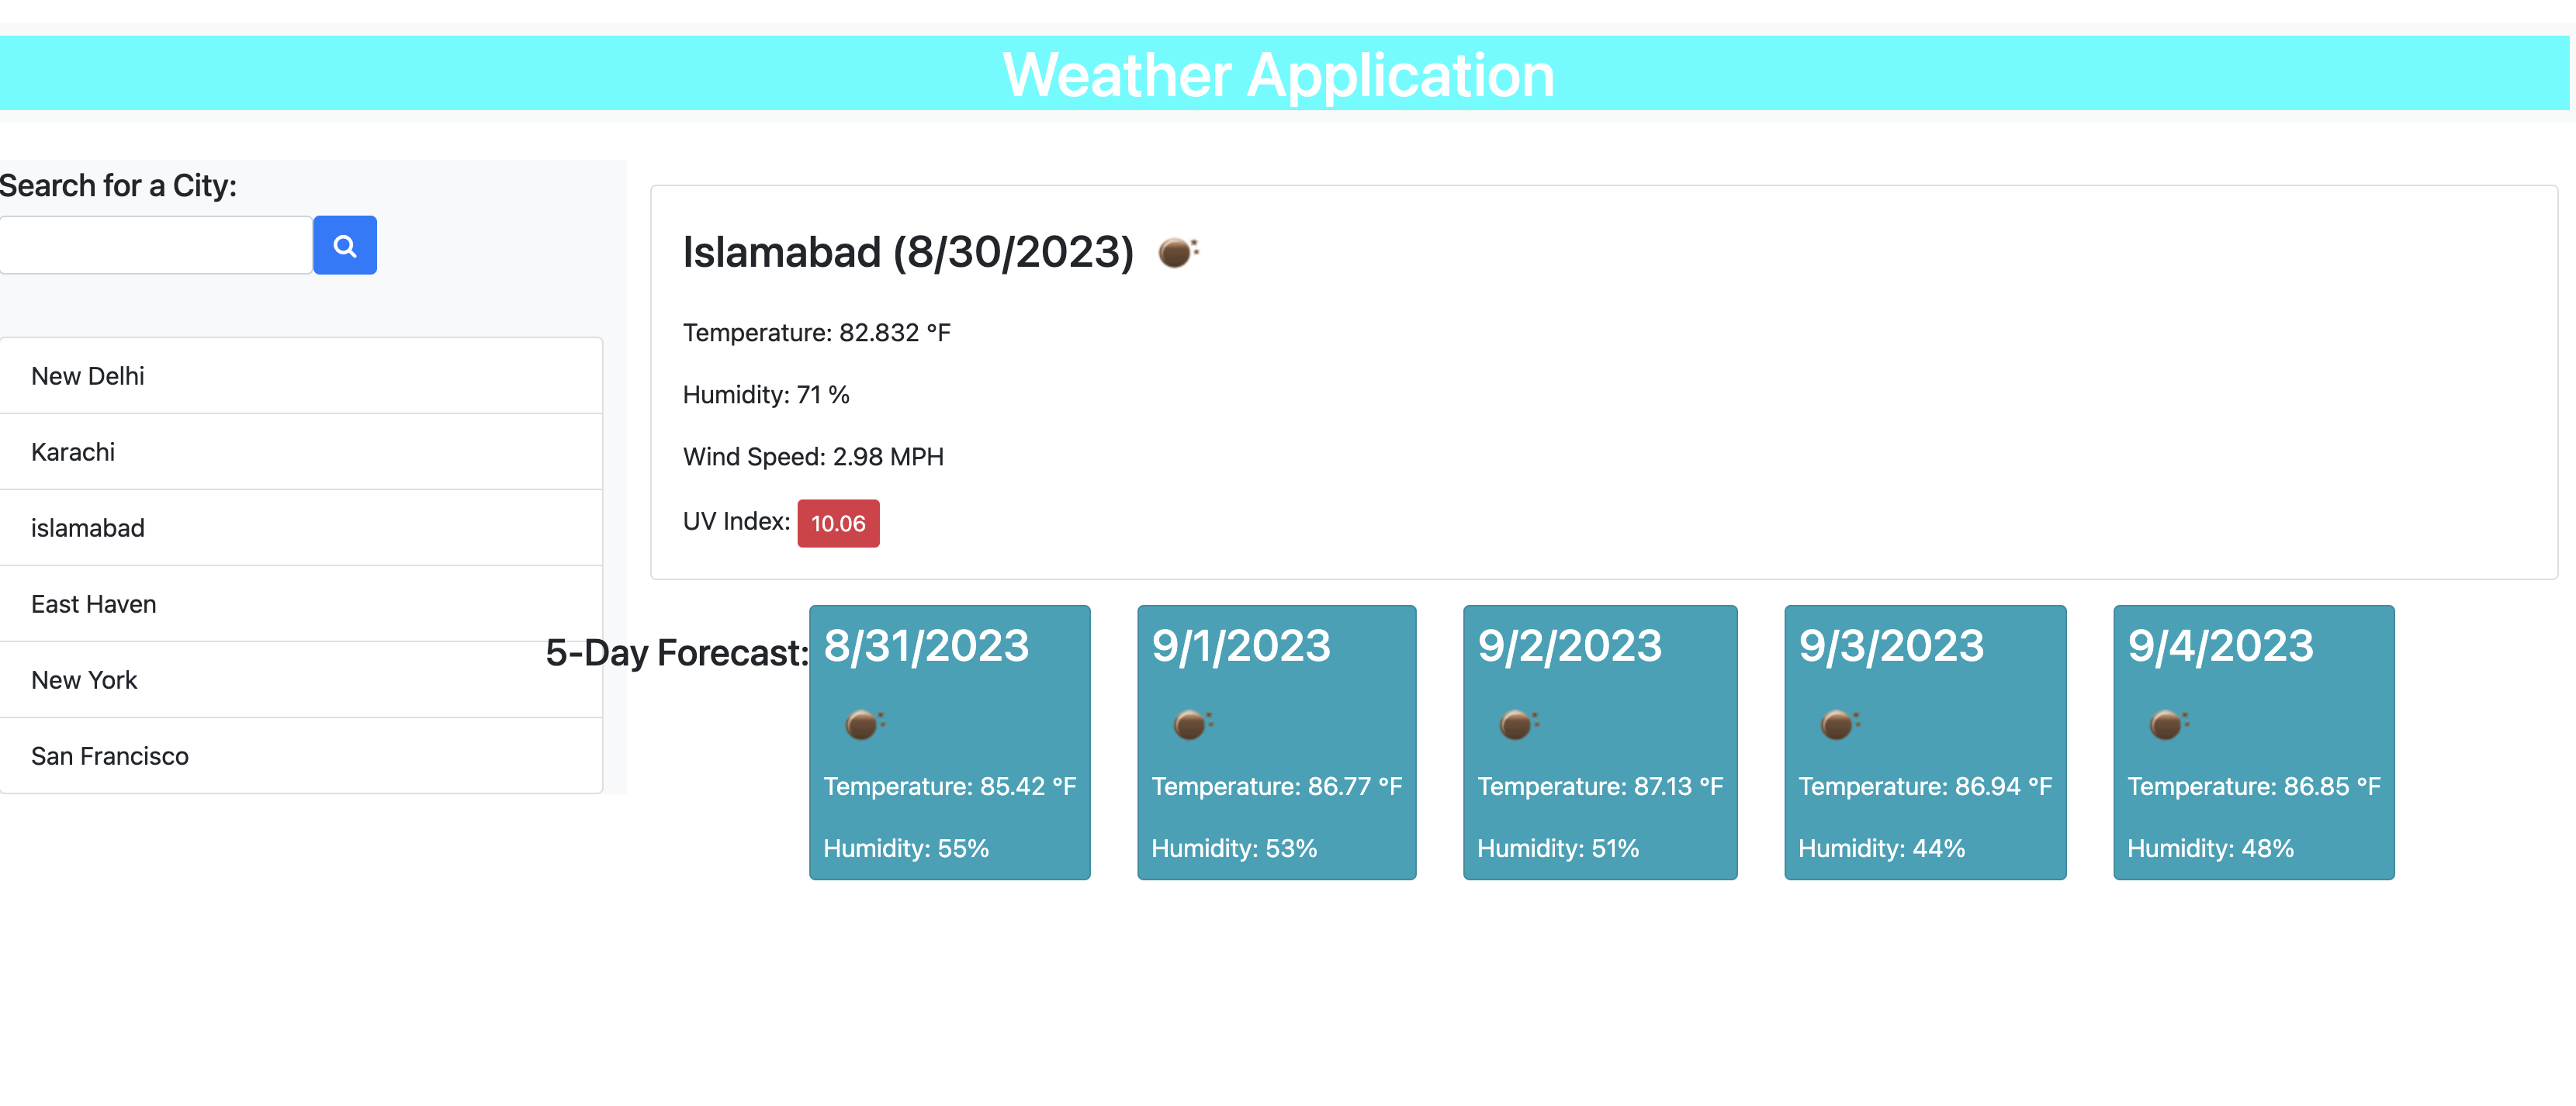 Weather Application
Search for a City:
New Delhi
Karachi
islamabad
East Haven
New York
San Francisco
Islamabad (8/30/2023)
Temperature: 82.832 °F
Humidity: 71 %
Wind Speed: 2.98 MPH
UV Index: 10.06
5-Day Forecast:
8/31/2023
Temperature: 85.42 °F
Humidity: 55%
9/1/2023
Temperature: 86.77 °F
Humidity: 53%
9/2/2023
Temperature: 87.13 °F
Humidity: 51%
9/3/2023
Temperature: 86.94 °F
Humidity: 44%
9/4/2023
Temperature: 86.85 °F
Humidity: 48%